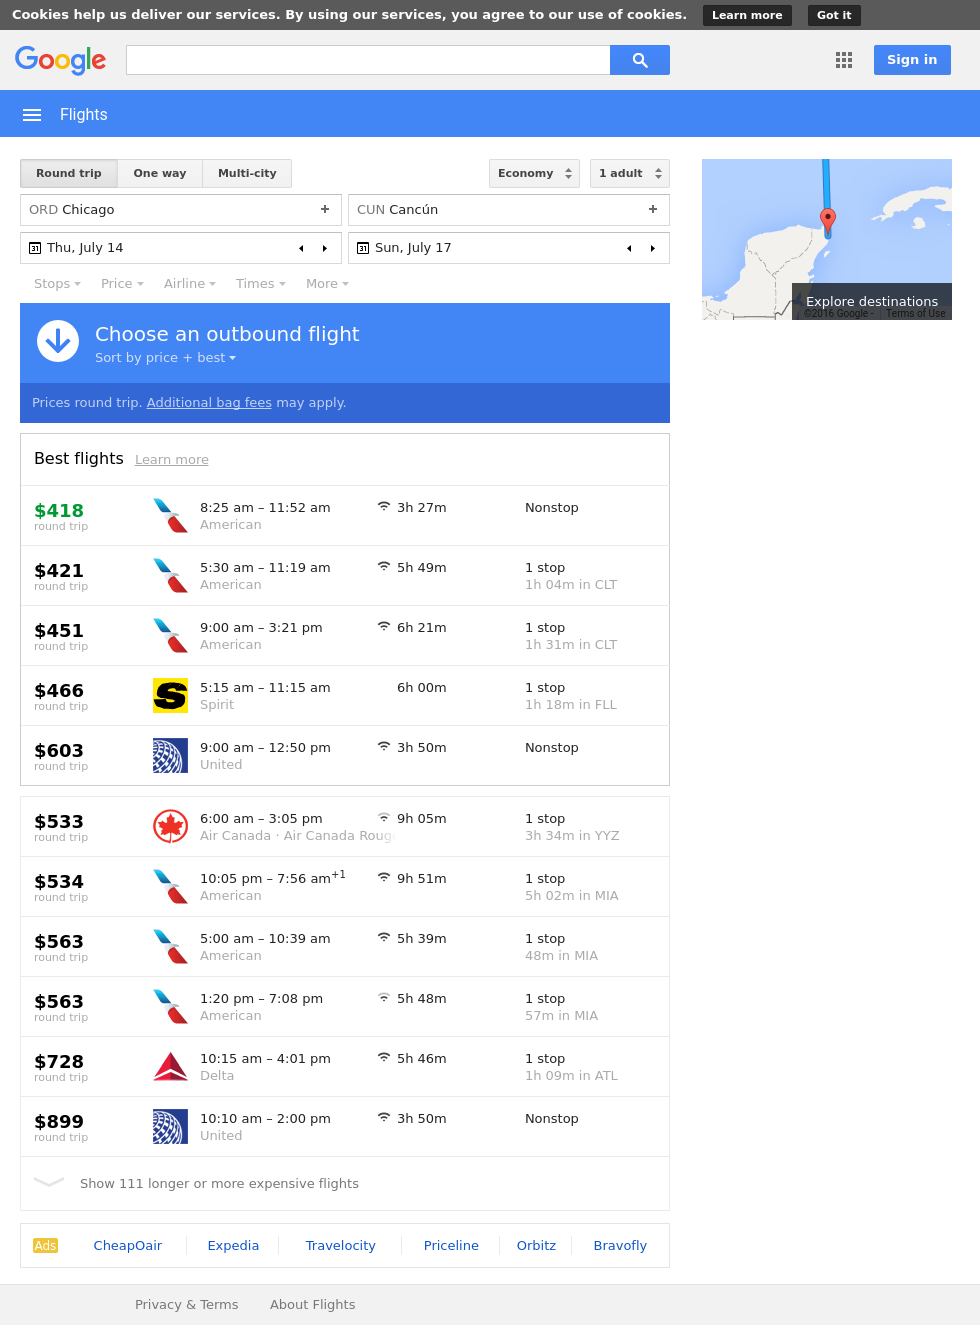 Cookies help us deliver our services. By using our services, you agree to our use of cookies. Learn more Got it
Google Sign in
Flights
Round trip One way Multi-city Economy 1 adult
ORD Chicago + CUN Cancún +
31 Thu, July 14 31 Sun, July 17
Stops Price Airline Times More
Explore destinations
©2016 Google - Terms of Use
Choose an outbound flight
Sort by price + best
Prices round trip. Additional bag fees may apply.
Best flights Learn more
$418 8:25 am – 11:52 am 3h 27m Nonstop
round trip American
$421 5:30 am – 11:19 am 5h 49m 1 stop
round trip American 1h 04m in CLT
$451 9:00 am – 3:21 pm 6h 21m 1 stop
round trip American 1h 31m in CLT
$466 5:15 am – 11:15 am 6h 00m 1 stop
round trip Spirit 1h 18m in FLL
$603 9:00 am – 12:50 pm 3h 50m Nonstop
round trip United
$533 6:00 am – 3:05 pm 9h 05m 1 stop
round trip Air Canada · Air Canada Roug 3h 34m in YYZ
$534 10:05 pm – 7:56 am+1 9h 51m 1 stop
round trip American 5h 02m in MIA
$563 5:00 am – 10:39 am 5h 39m 1 stop
round trip American 48m in MIA
$563 1:20 pm – 7:08 pm 5h 48m 1 stop
round trip American 57m in MIA
$728 10:15 am – 4:01 pm 5h 46m 1 stop
round trip Delta 1h 09m in ATL
$899 10:10 am – 2:00 pm 3h 50m Nonstop
round trip United
Show 111 longer or more expensive flights
Ads CheapOair Expedia Travelocity Priceline Orbitz Bravofly
Privacy & Terms About Flights